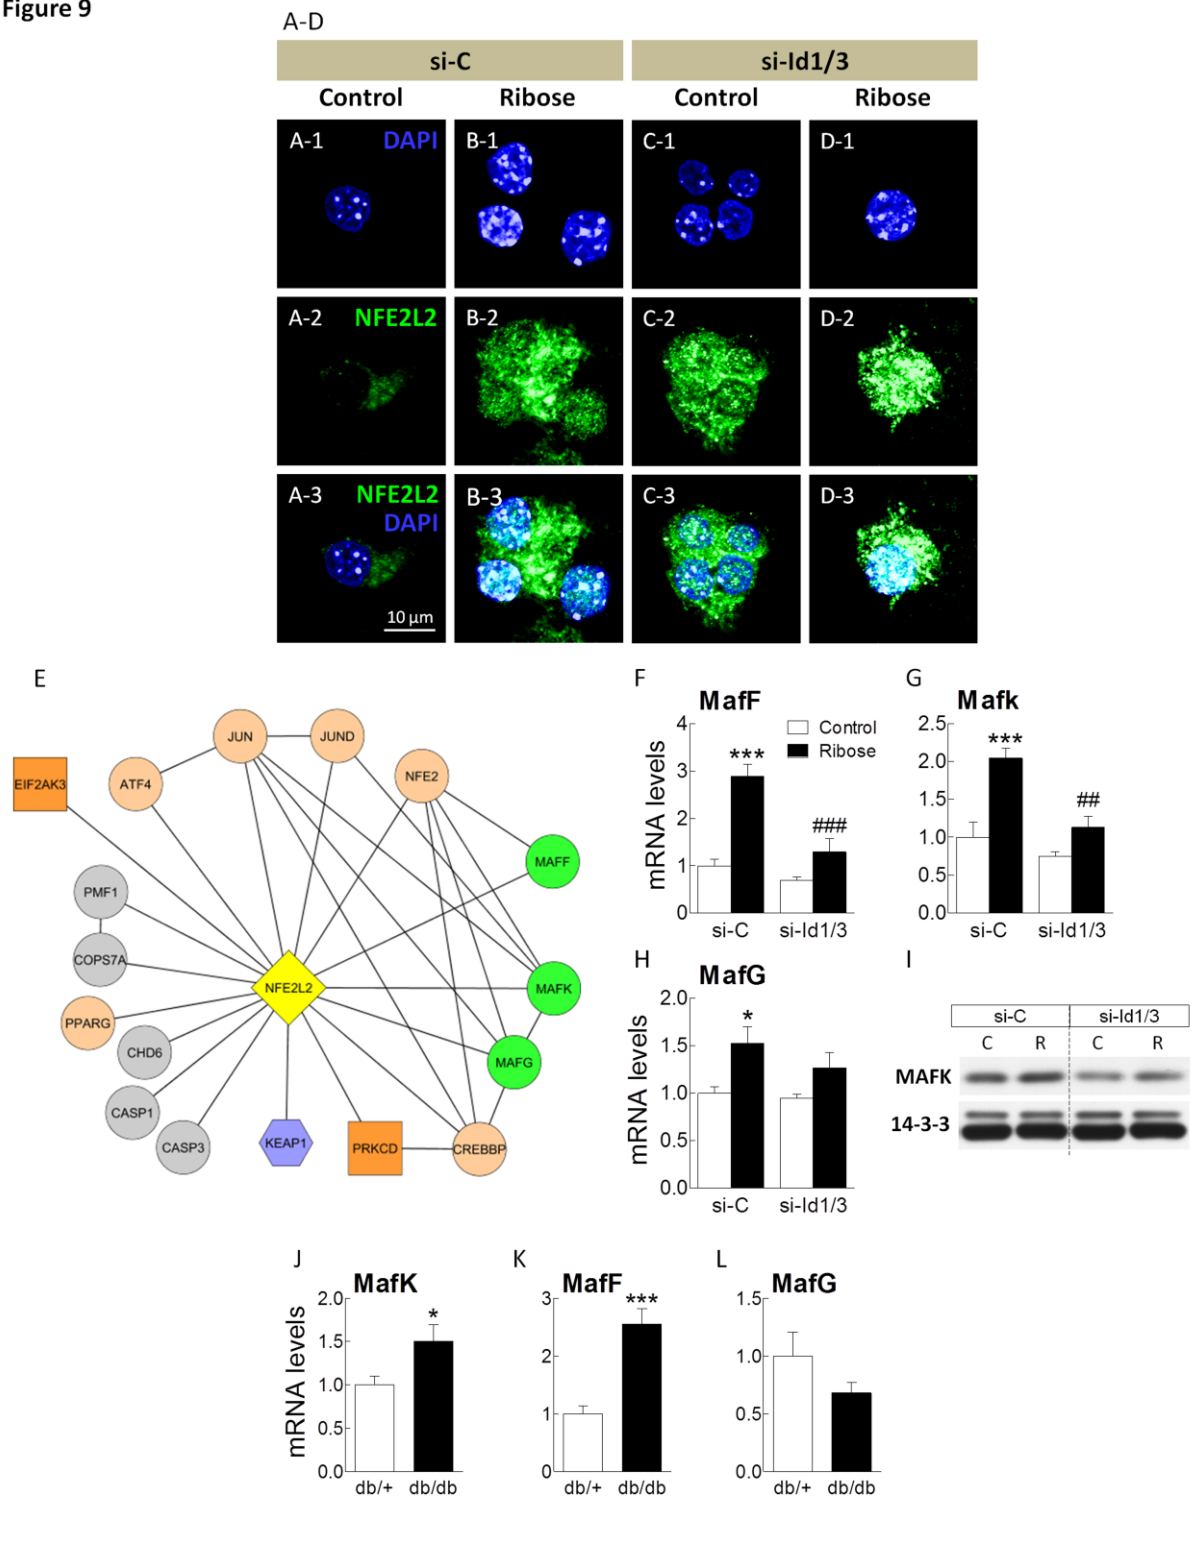 Figure 9
A-D
si-C
si-Id1/3
Control
Ribose
Control
Ribose
A-1
DAPI
B-1
C-1
D-1
A-2
NFE2L2
B-2
C-2
D-2
A-3
NFE2L2
DAPI
10 µm
B-3
C-3
D-3
E
JUN
JUND
NFE2
ATF4
EIF2AK3
MAFF
PMF1
COPS7A
NFE2L2
MAFK
PPARG
CHD6
MAFG
CASP1
CASP3
KEAP1
PRKCD
CREBBP
F
MafF
Control
Ribose
mRNA levels
4
3
2
1
0
***
###
si-C
si-Id1/3
G
Mafk
2.5
2.0
1.5
1.0
0.5
0.0
***
##
si-C
si-Id1/3
H
MafG
mRNA levels
2.0
1.5
1.0
0.5
0.0
*
si-C
si-Id1/3
I
si-C
si-Id1/3
C
R
C
R
MAFK
14-3-3
J
MafK
mRNA levels
2.0
1.5
1.0
0.5
0.0
*
db/+
db/db
K
MafF
3
2
1
0
***
db/+
db/db
L
MafG
1.5
1.0
0.5
0.0
db/+
db/db